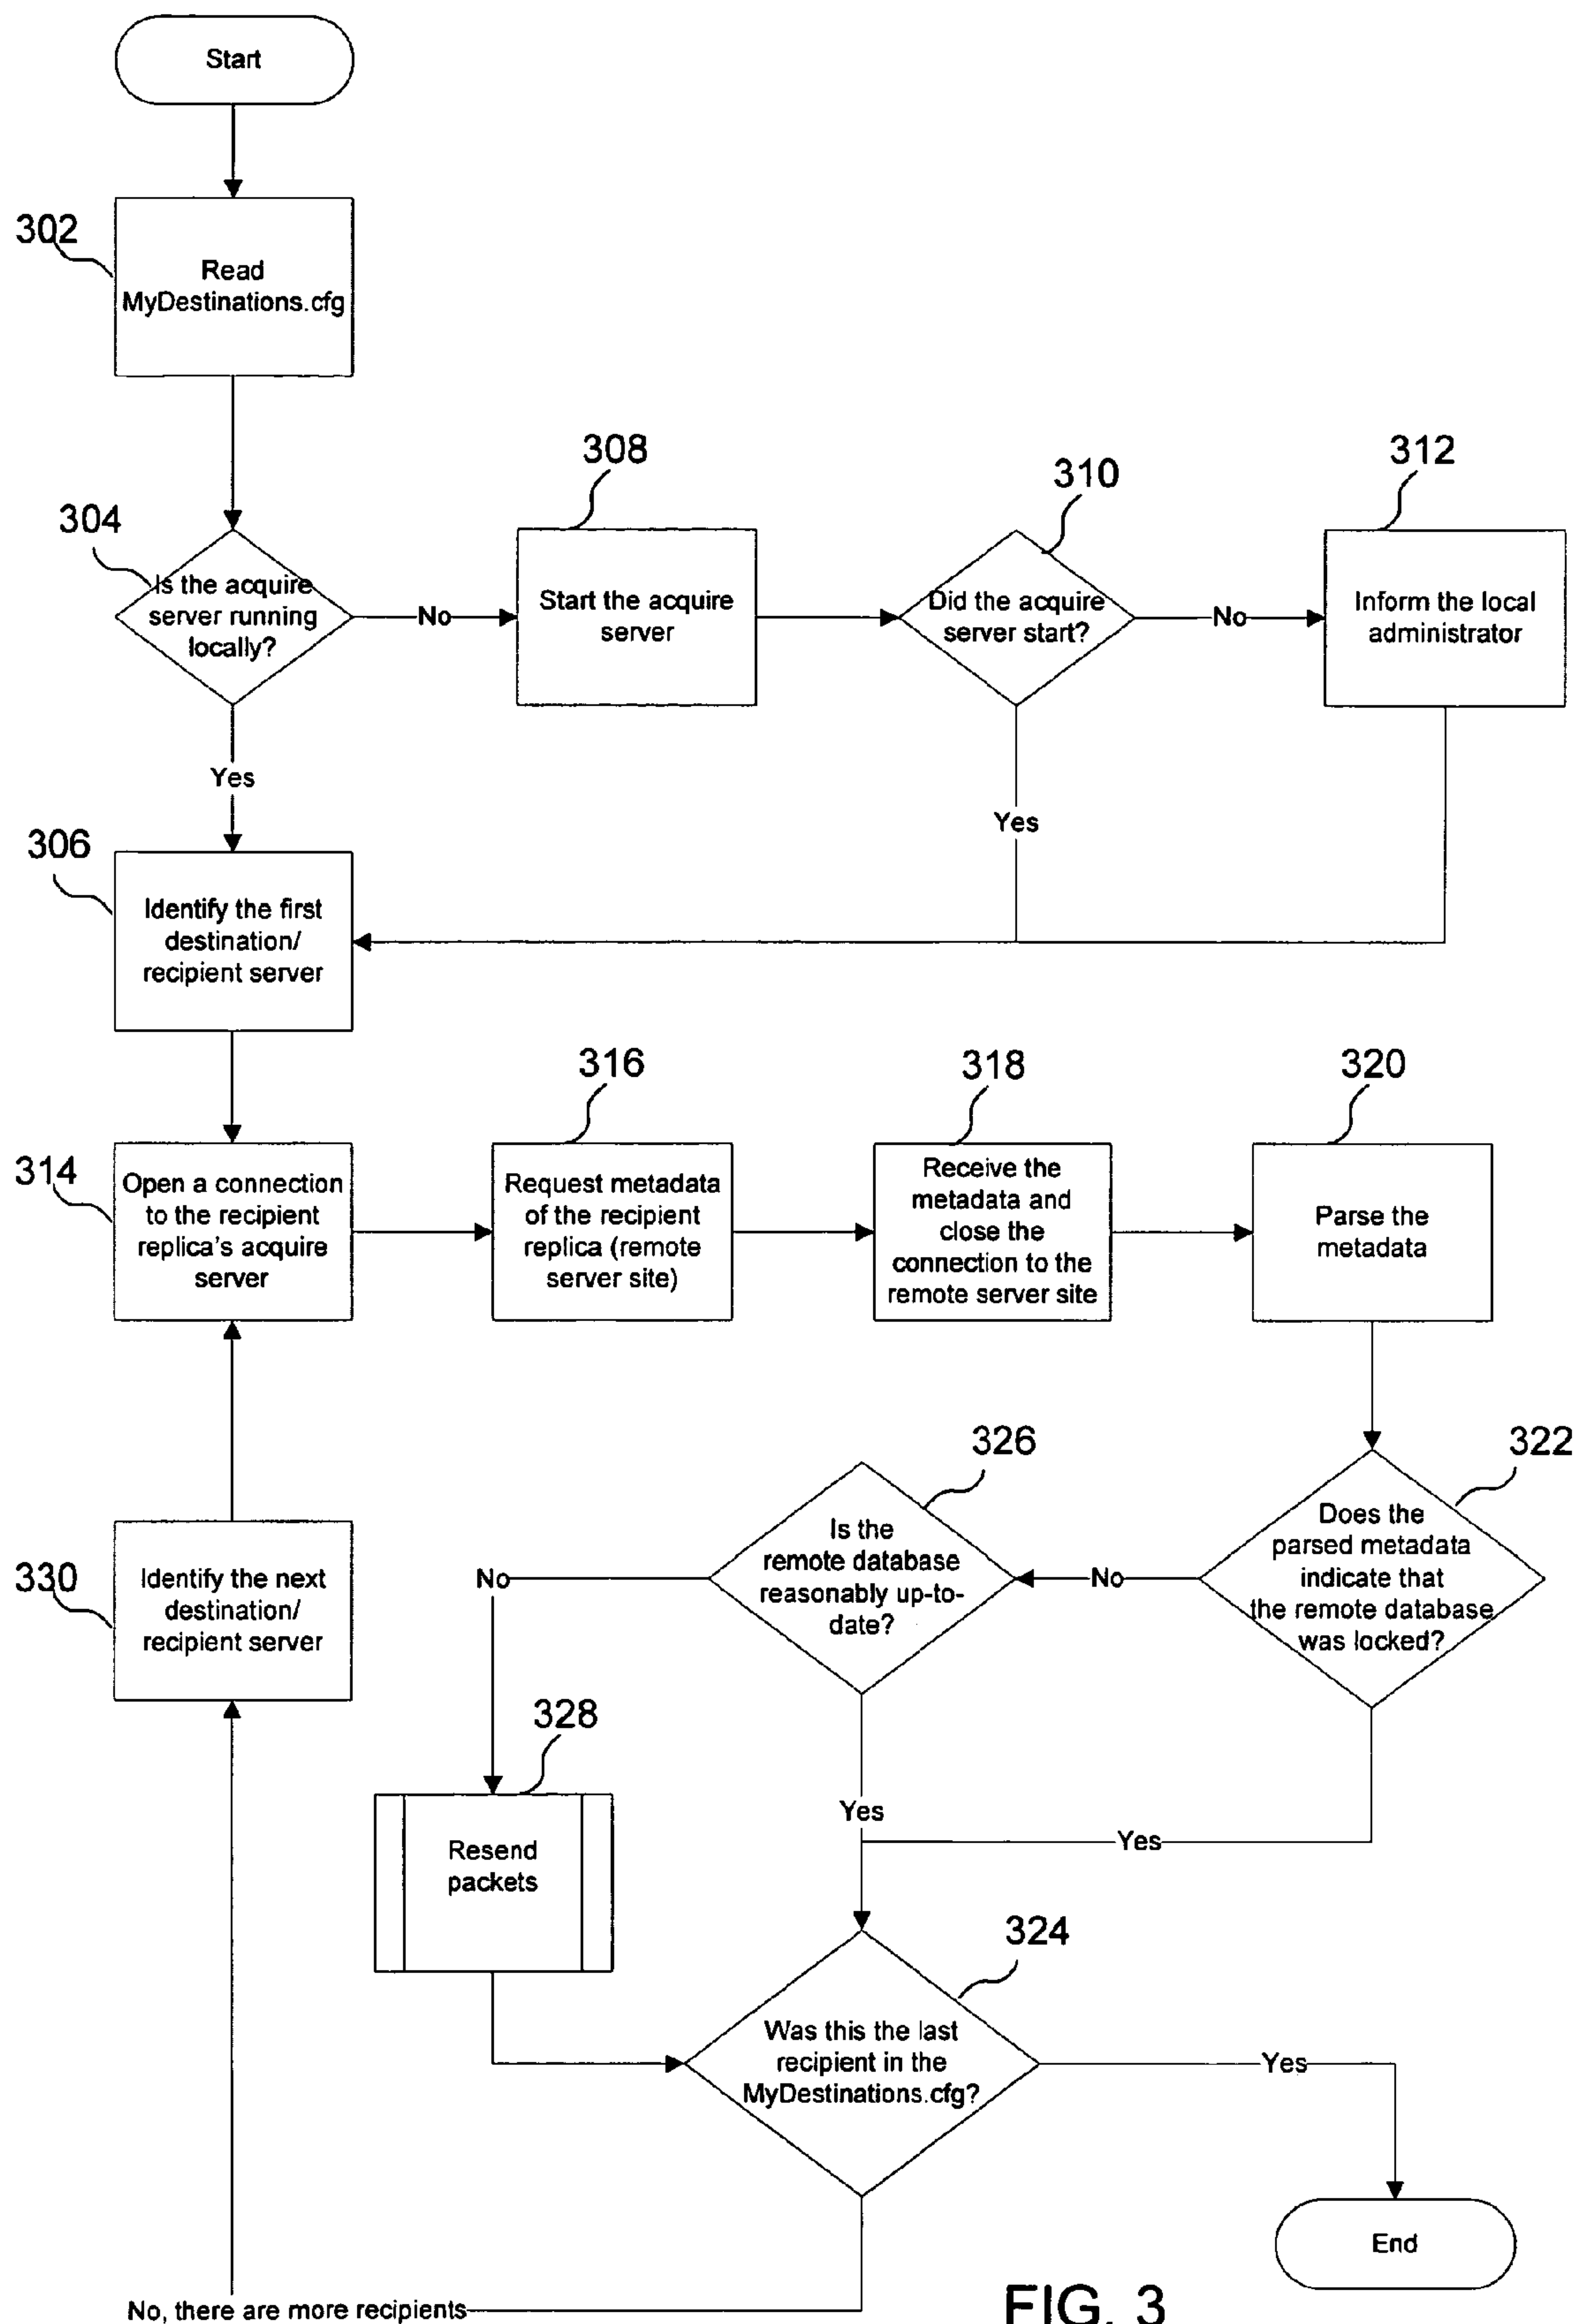 Start
302
Read
MyDestinations.cfg
308
310
312
304
Is the acquire
server running
locally?
No
Start the acquire
server
Did the acquire
server start?
No
Inform the local
administrator
Yes
Yes
306
Identify the first
destination/
recipient server
316
318
320
314
Open a connection
to the recipient
replica's acquire
server
Request metadata
of the recipient
replica (remote
server site)
Receive the
metadata and
close the
connection to the
remote server site
Parse the
metadata
326
322
330
Identify the next
destination/
recipient server
No
Is the
remote database
reasonably up-to-
date?
No
Does the
parsed metadata
indicate that
the remote database
was locked?
328
Resend
packets
Yes
Yes
324
Was this the last
recipient in the
MyDestinations.cfg?
Yes
End
No, there are more recipients
FIG. 3